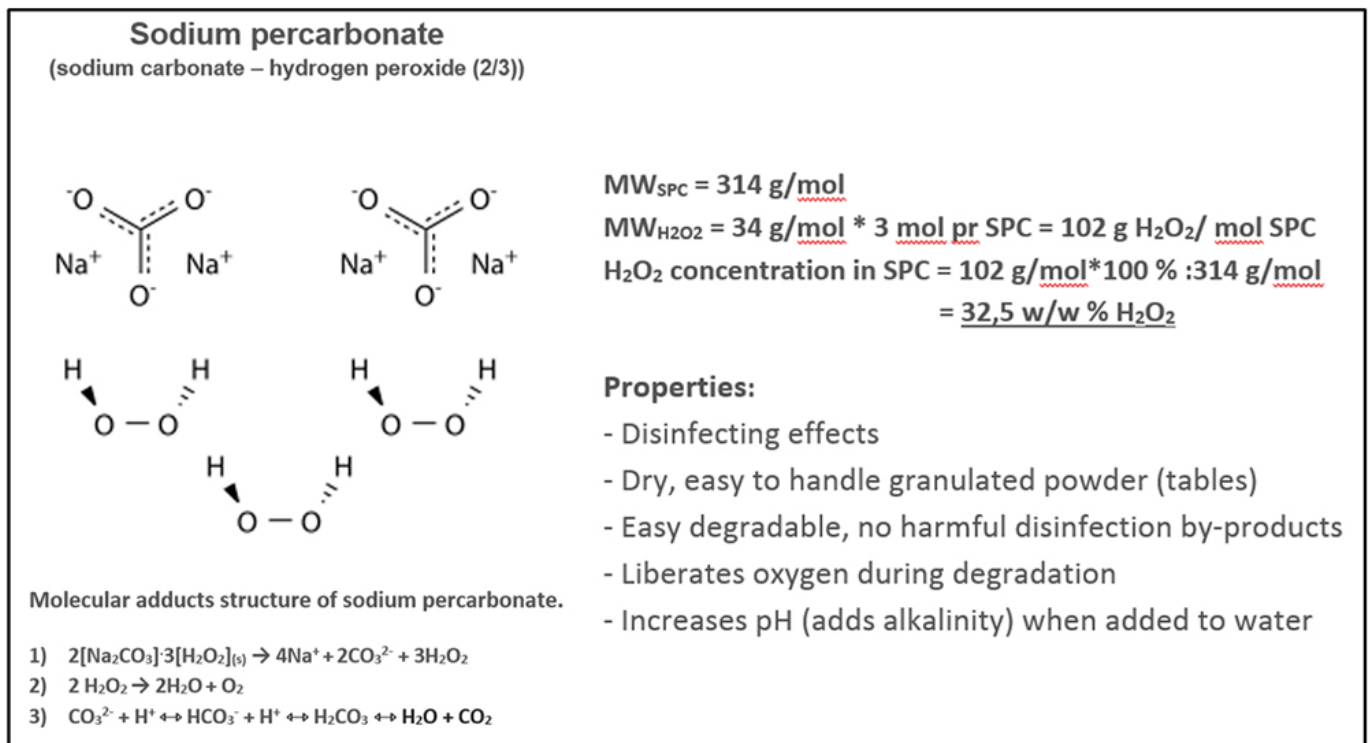 Sodium percarbonate
(sodium carbonate – hydrogen peroxide (2/3))
⁻O O⁻ ⁻O O⁻
Na⁺ Na⁺ Na⁺ Na⁺
O⁻ O⁻
H H H H
O — O O — O
H H
O — O
Molecular adducts structure of sodium percarbonate.
1) 2[Na₂CO₃]·3[H₂O₂]₍s₎ → 4Na⁺ + 2CO₃²⁻ + 3H₂O₂
2) 2 H₂O₂ → 2H₂O + O₂
3) CO₃²⁻ + H⁺ ↔ HCO₃⁻ + H⁺ ↔ H₂CO₃ ↔ H₂O + CO₂
MWSPC = 314 g/mol
MWH2O2 = 34 g/mol * 3 mol pr SPC = 102 g H₂O₂/ mol SPC
H₂O₂ concentration in SPC = 102 g/mol*100 % :314 g/mol
= 32,5 w/w % H₂O₂
Properties:
- Disinfecting effects
- Dry, easy to handle granulated powder (tables)
- Easy degradable, no harmful disinfection by-products
- Liberates oxygen during degradation
- Increases pH (adds alkalinity) when added to water